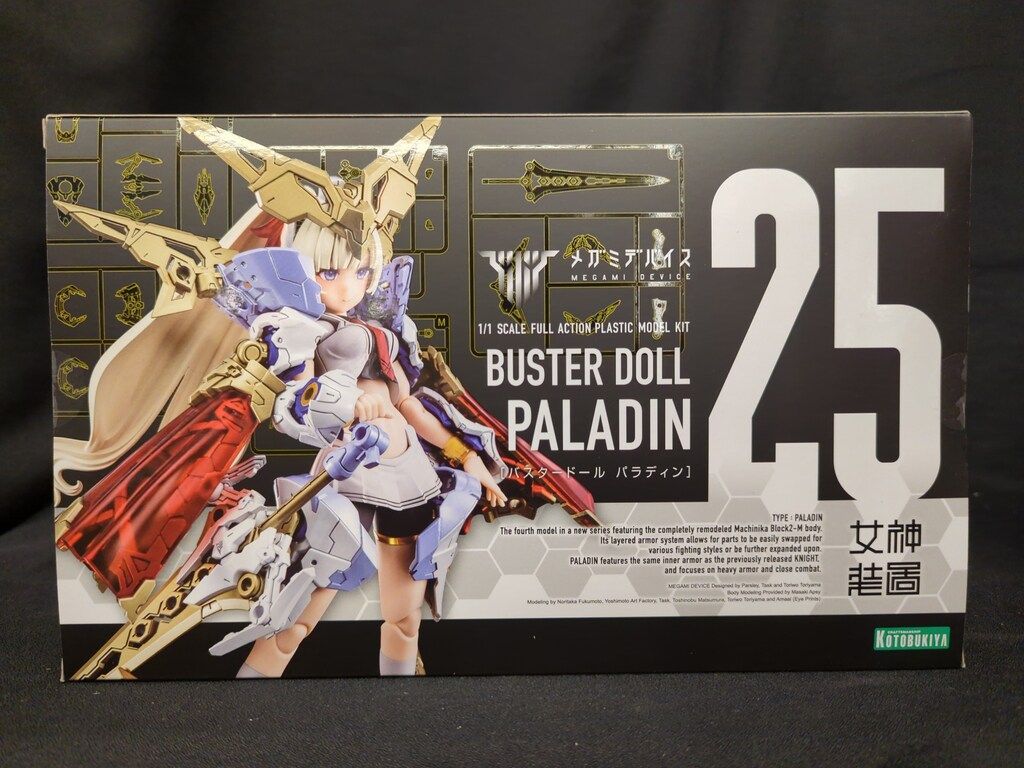 25
メガミデバイス
MEGAMI DEVICE
1/1 SCALE FULL ACTION PLASTIC MODEL KIT
BUSTER DOLL
PALADIN
[バスタードール パラディン]
M
TYPE : PALADIN
The fourth model in a new series featuring the completely remodeled Machinika Block2-M body.
Its layered armor system allows for parts to be easily swapped for
various fighting styles or be further expanded upon.
PALADIN features the same inner armor as the previously released KNIGHT,
and focuses on heavy armor and close combat.
MEGAMI DEVICE Designed by Parsley, Task and Toriwo Toriyama
Body Modeling Provided by Masaki Apsy
Modeling by Noritaka Fukumoto, Yoshimoto Art Factory, Task, Toshinobu Matsumura, Toriwo Toriyama and Amaal (Eye Prints)
女神
装置
CRAFTSMANSHIP
KOTOBUKIYA